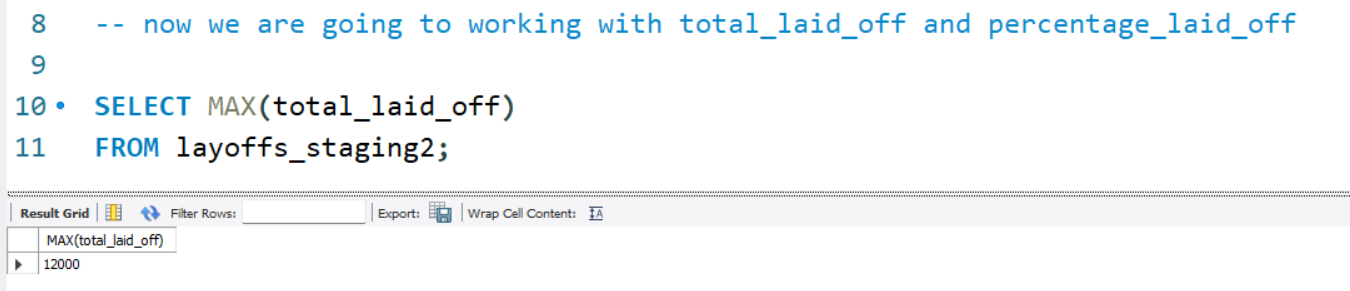 8 -- now we are going to working with total_laid_off and percentage_laid_off
9
10 SELECT MAX(total_laid_off)
11 FROM layoffs_staging2;
Result Grid Filter Rows: Export: Wrap Cell Content: IA
MAX(total_laid_off)
12000